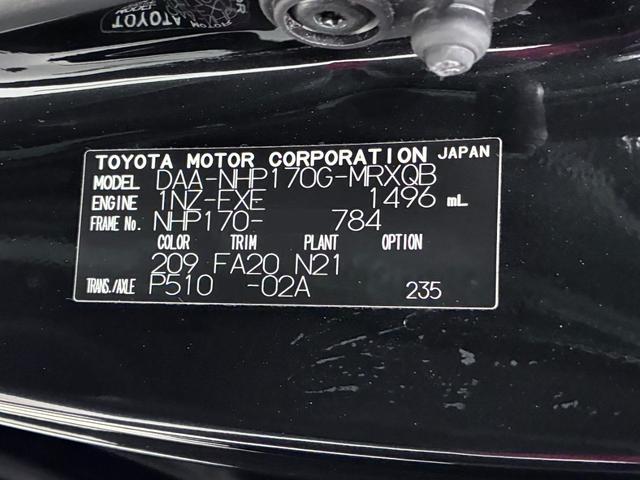 TOYOTA MOTOR CORPORATION JAPAN
MODEL DAA-NHP170G-MRXQB
ENGINE 1NZ-FXE 1496 mL
FRAME No. NHP170- 784
COLOR TRIM PLANT OPTION
209 FA20 N21
TRANS./AXLE P510 -02A 235